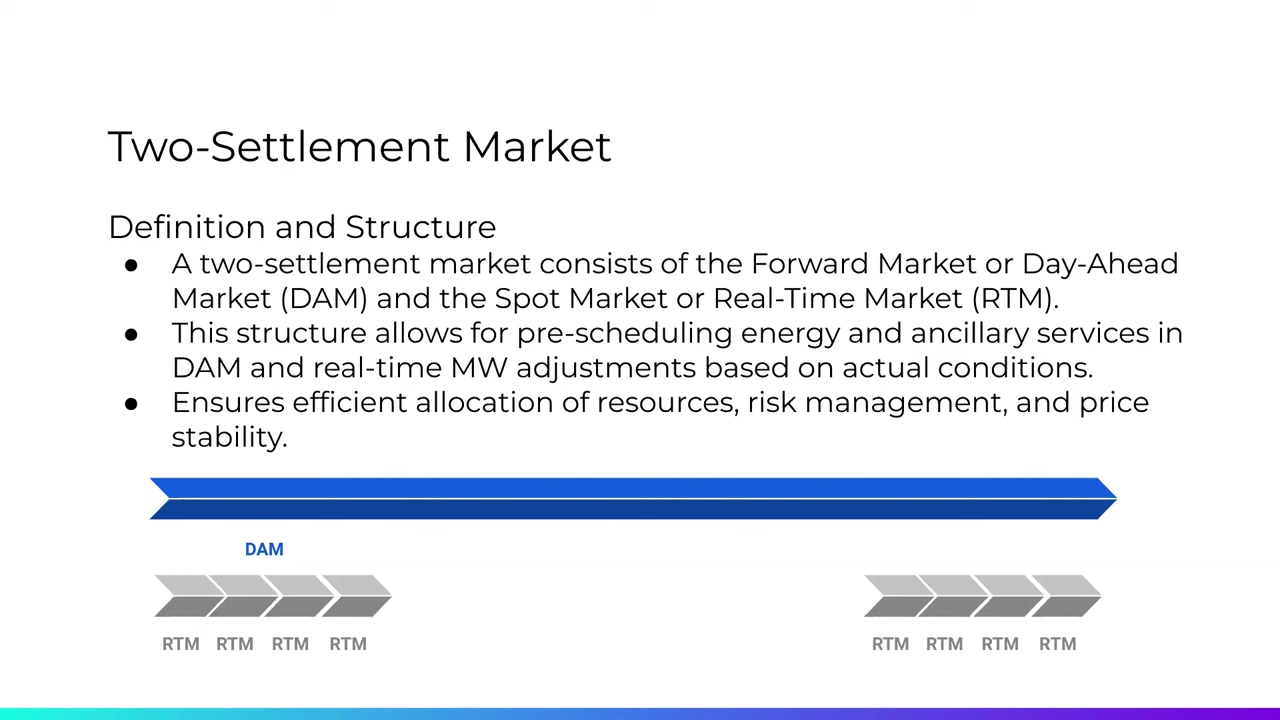 Two-Settlement Market
Definition and Structure
● A two-settlement market consists of the Forward Market or Day-Ahead
Market (DAM) and the Spot Market or Real-Time Market (RTM).
● This structure allows for pre-scheduling energy and ancillary services in
DAM and real-time MW adjustments based on actual conditions.
● Ensures efficient allocation of resources, risk management, and price
stability.
DAM
RTM RTM RTM RTM RTM RTM RTM RTM